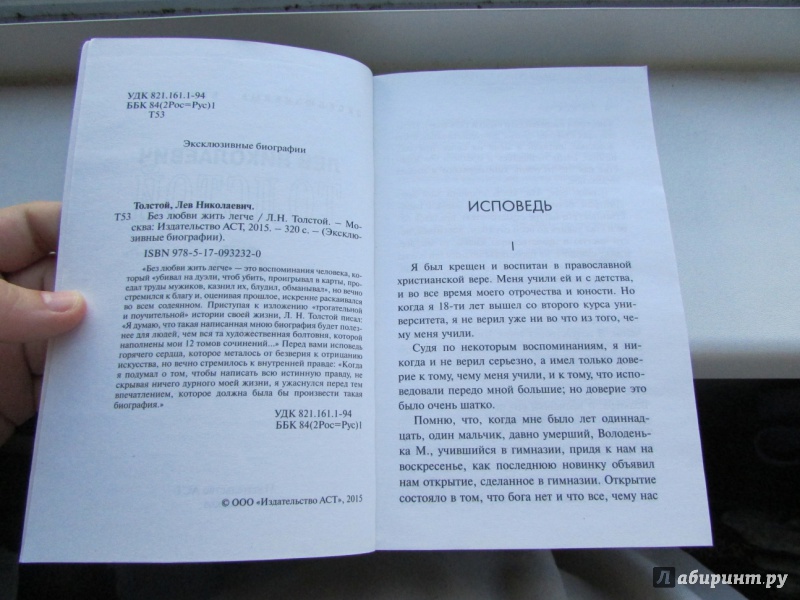 УДК 821.161.1-94
ББК 84(2Рос=Рус)1
Т53
Эксклюзивные биографии
Толстой, Лев Николаевич.
Т53 Без любви жить легче / Л.Н. Толстой. – Мо-
сква: Издательство АСТ, 2015. – 320 с. – (Эксклю-
зивные биографии).
ISBN 978-5-17-093232-0
«Без любви жить легче» — это воспоминания человека, ко-
торый «убивал на дуэли, чтоб убить, проигрывал в карты, про-
едал труды мужиков, казнил их, блудил, обманывал», но вечно
стремился к благу и, оценивая прошлое, искренне раскаивался
во всем содеянном. Приступая к изложению «трогательной
и поучительной» истории своей жизни, Л. Н. Толстой писал:
«Я думаю, что такая написанная мною биография будет полез-
нее для людей, чем вся та художественная болтовня, которой
наполнены мои 12 томов сочинений...» Перед вами исповедь
горячего сердца, которое металось от безверия к отрицанию
искусства, но вечно стремилось к внутренней правде: «Когда
я подумал о том, чтобы написать всю истинную правду, не
скрывая ничего дурного моей жизни, я ужаснулся перед тем
впечатлением, которое должна была бы произвести такая
биография.»
УДК 821.161.1-94
ББК 84(2Рос=Рус)1
© ООО «Издательство АСТ», 2015
ИСПОВЕДЬ
I
Я был крещен и воспитан в православной
христианской вере. Меня учили ей и с детства,
и во все время моего отрочества и юности. Но
когда я 18-ти лет вышел со второго курса уни-
верситета, я не верил уже ни во что из того, че-
му меня учили.
Судя по некоторым воспоминаниям, я ни-
когда и не верил серьезно, а имел только дове-
рие к тому, чему меня учили, и к тому, что испо-
ведовали передо мной большие; но доверие это
было очень шатко.
Помню, что, когда мне было лет одиннад-
цать, один мальчик, давно умерший, Володень-
ка М., учившийся в гимназии, придя к нам на
воскресенье, как последнюю новинку объявил
нам открытие, сделанное в гимназии. Открытие
состояло в том, что бога нет и что все, чему нас
Лабиринт.ру